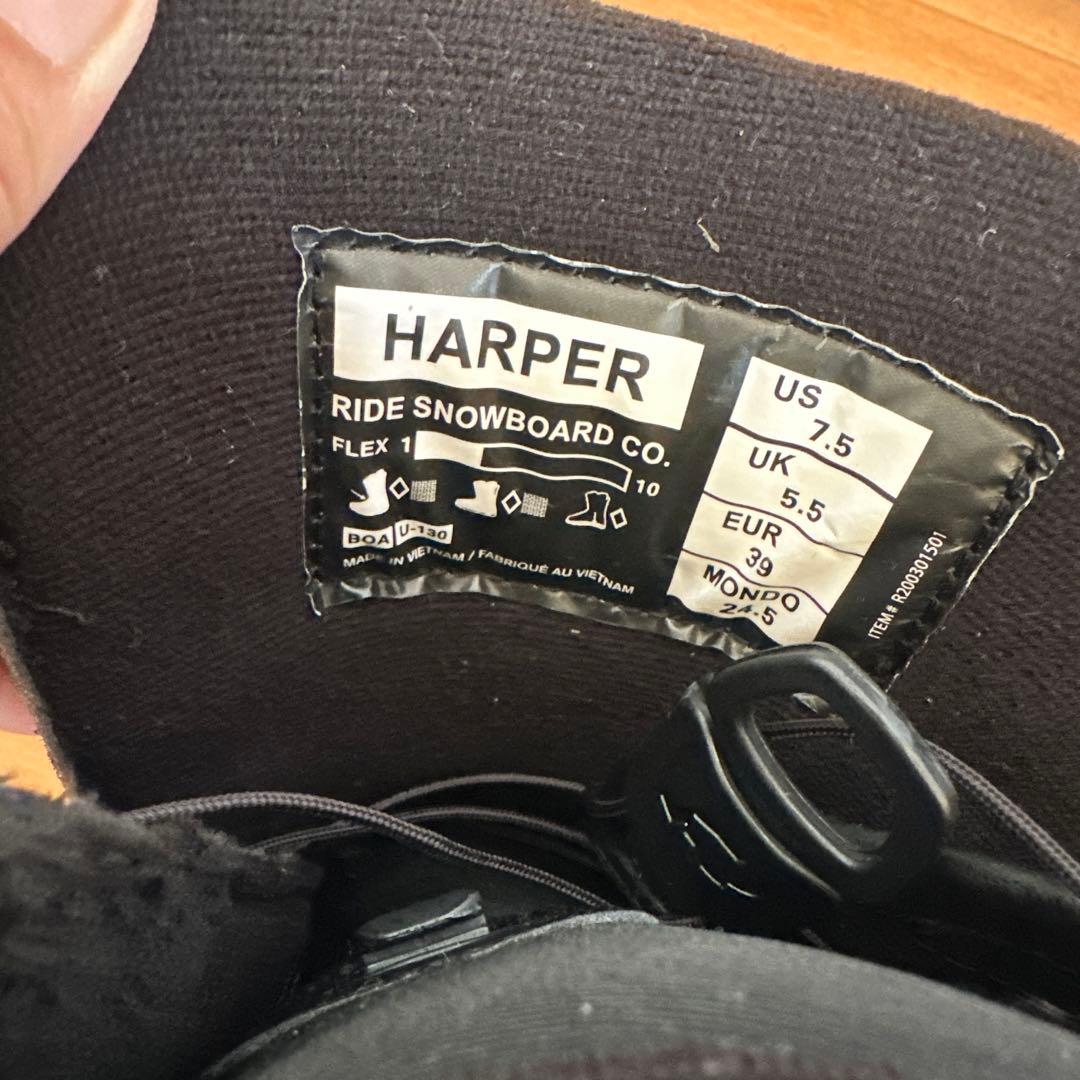 HARPER
RIDE SNOWBOARD CO.
FLEX 1 10
BOA U-130
MADE IN VIETNAM / FABRIQUÉ AU VIETNAM
US
7.5
UK
5.5
EUR
39
MONDO
24.5
ITEM# R200301501